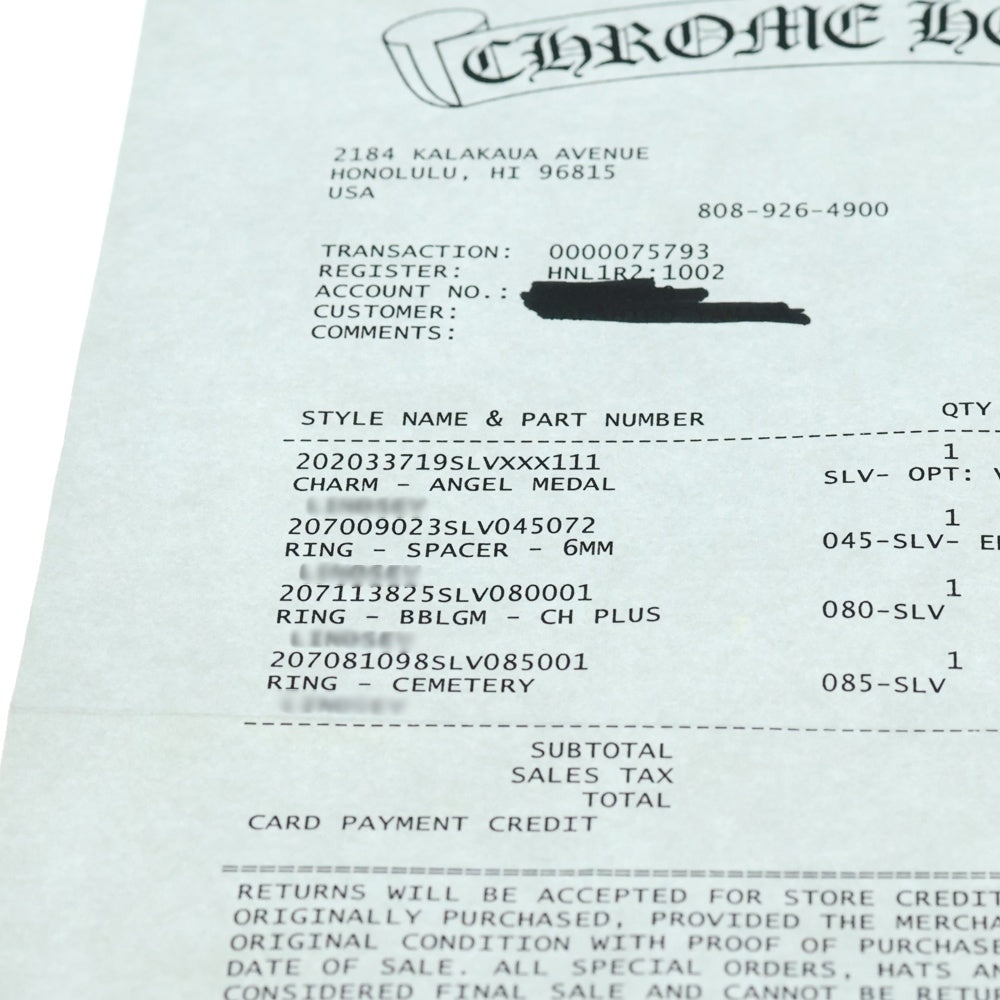 CHROME
2184 KALAKAUA AVENUE
HONOLULU, HI 96815
USA
808-926-4900
TRANSACTION: 0000075793
REGISTER: HNL1R2:1002
ACCOUNT NO.:
CUSTOMER:
COMMENTS:
STYLE NAME & PART NUMBER QTY
202033719SLVXXX111 1
CHARM - ANGEL MEDAL SLV- OPT:
207009023SLV045072 1
RING - SPACER - 6MM 045-SLV-
207113825SLV080001 1
RING - BBLGM - CH PLUS 080-SLV
207081098SLV085001 1
RING - CEMETERY 085-SLV
SUBTOTAL
SALES TAX
TOTAL
CARD PAYMENT CREDIT
RETURNS WILL BE ACCEPTED FOR STORE CREDIT
ORIGINALLY PURCHASED, PROVIDED THE MERCHA
ORIGINAL CONDITION WITH PROOF OF PURCHASE
DATE OF SALE. ALL SPECIAL ORDERS, HATS AN
CONSIDERED FINAL SALE AND CANNOT BE RETU